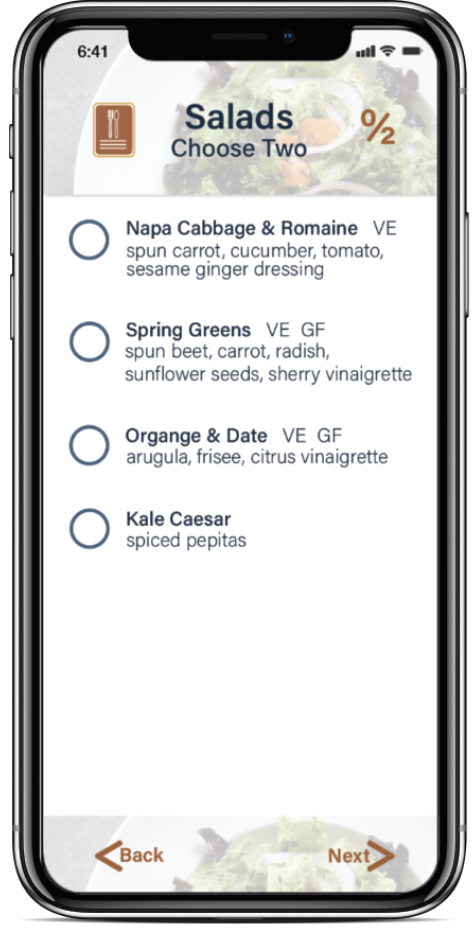 6:41
Salads
Choose Two
0/2
Napa Cabbage & Romaine VE
spun carrot, cucumber, tomato,
sesame ginger dressing
Spring Greens VE GF
spun beet, carrot, radish,
sunflower seeds, sherry vinaigrette
Organge & Date VE GF
arugula, frisee, citrus vinaigrette
Kale Caesar
spiced pepitas
Back
Next